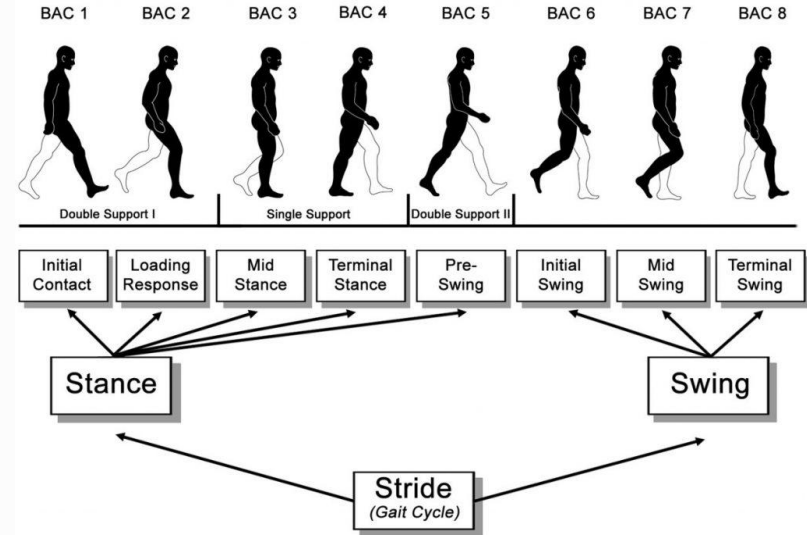 BAC 1 BAC 2 BAC 3 BAC 4 BAC 5 BAC 6 BAC 7 BAC 8
Double Support I Single Support Double Support II
Initial Contact
Loading Response
Mid Stance
Terminal Stance
Pre-Swing
Initial Swing
Mid Swing
Terminal Swing
Stance
Swing
Stride
(Gait Cycle)